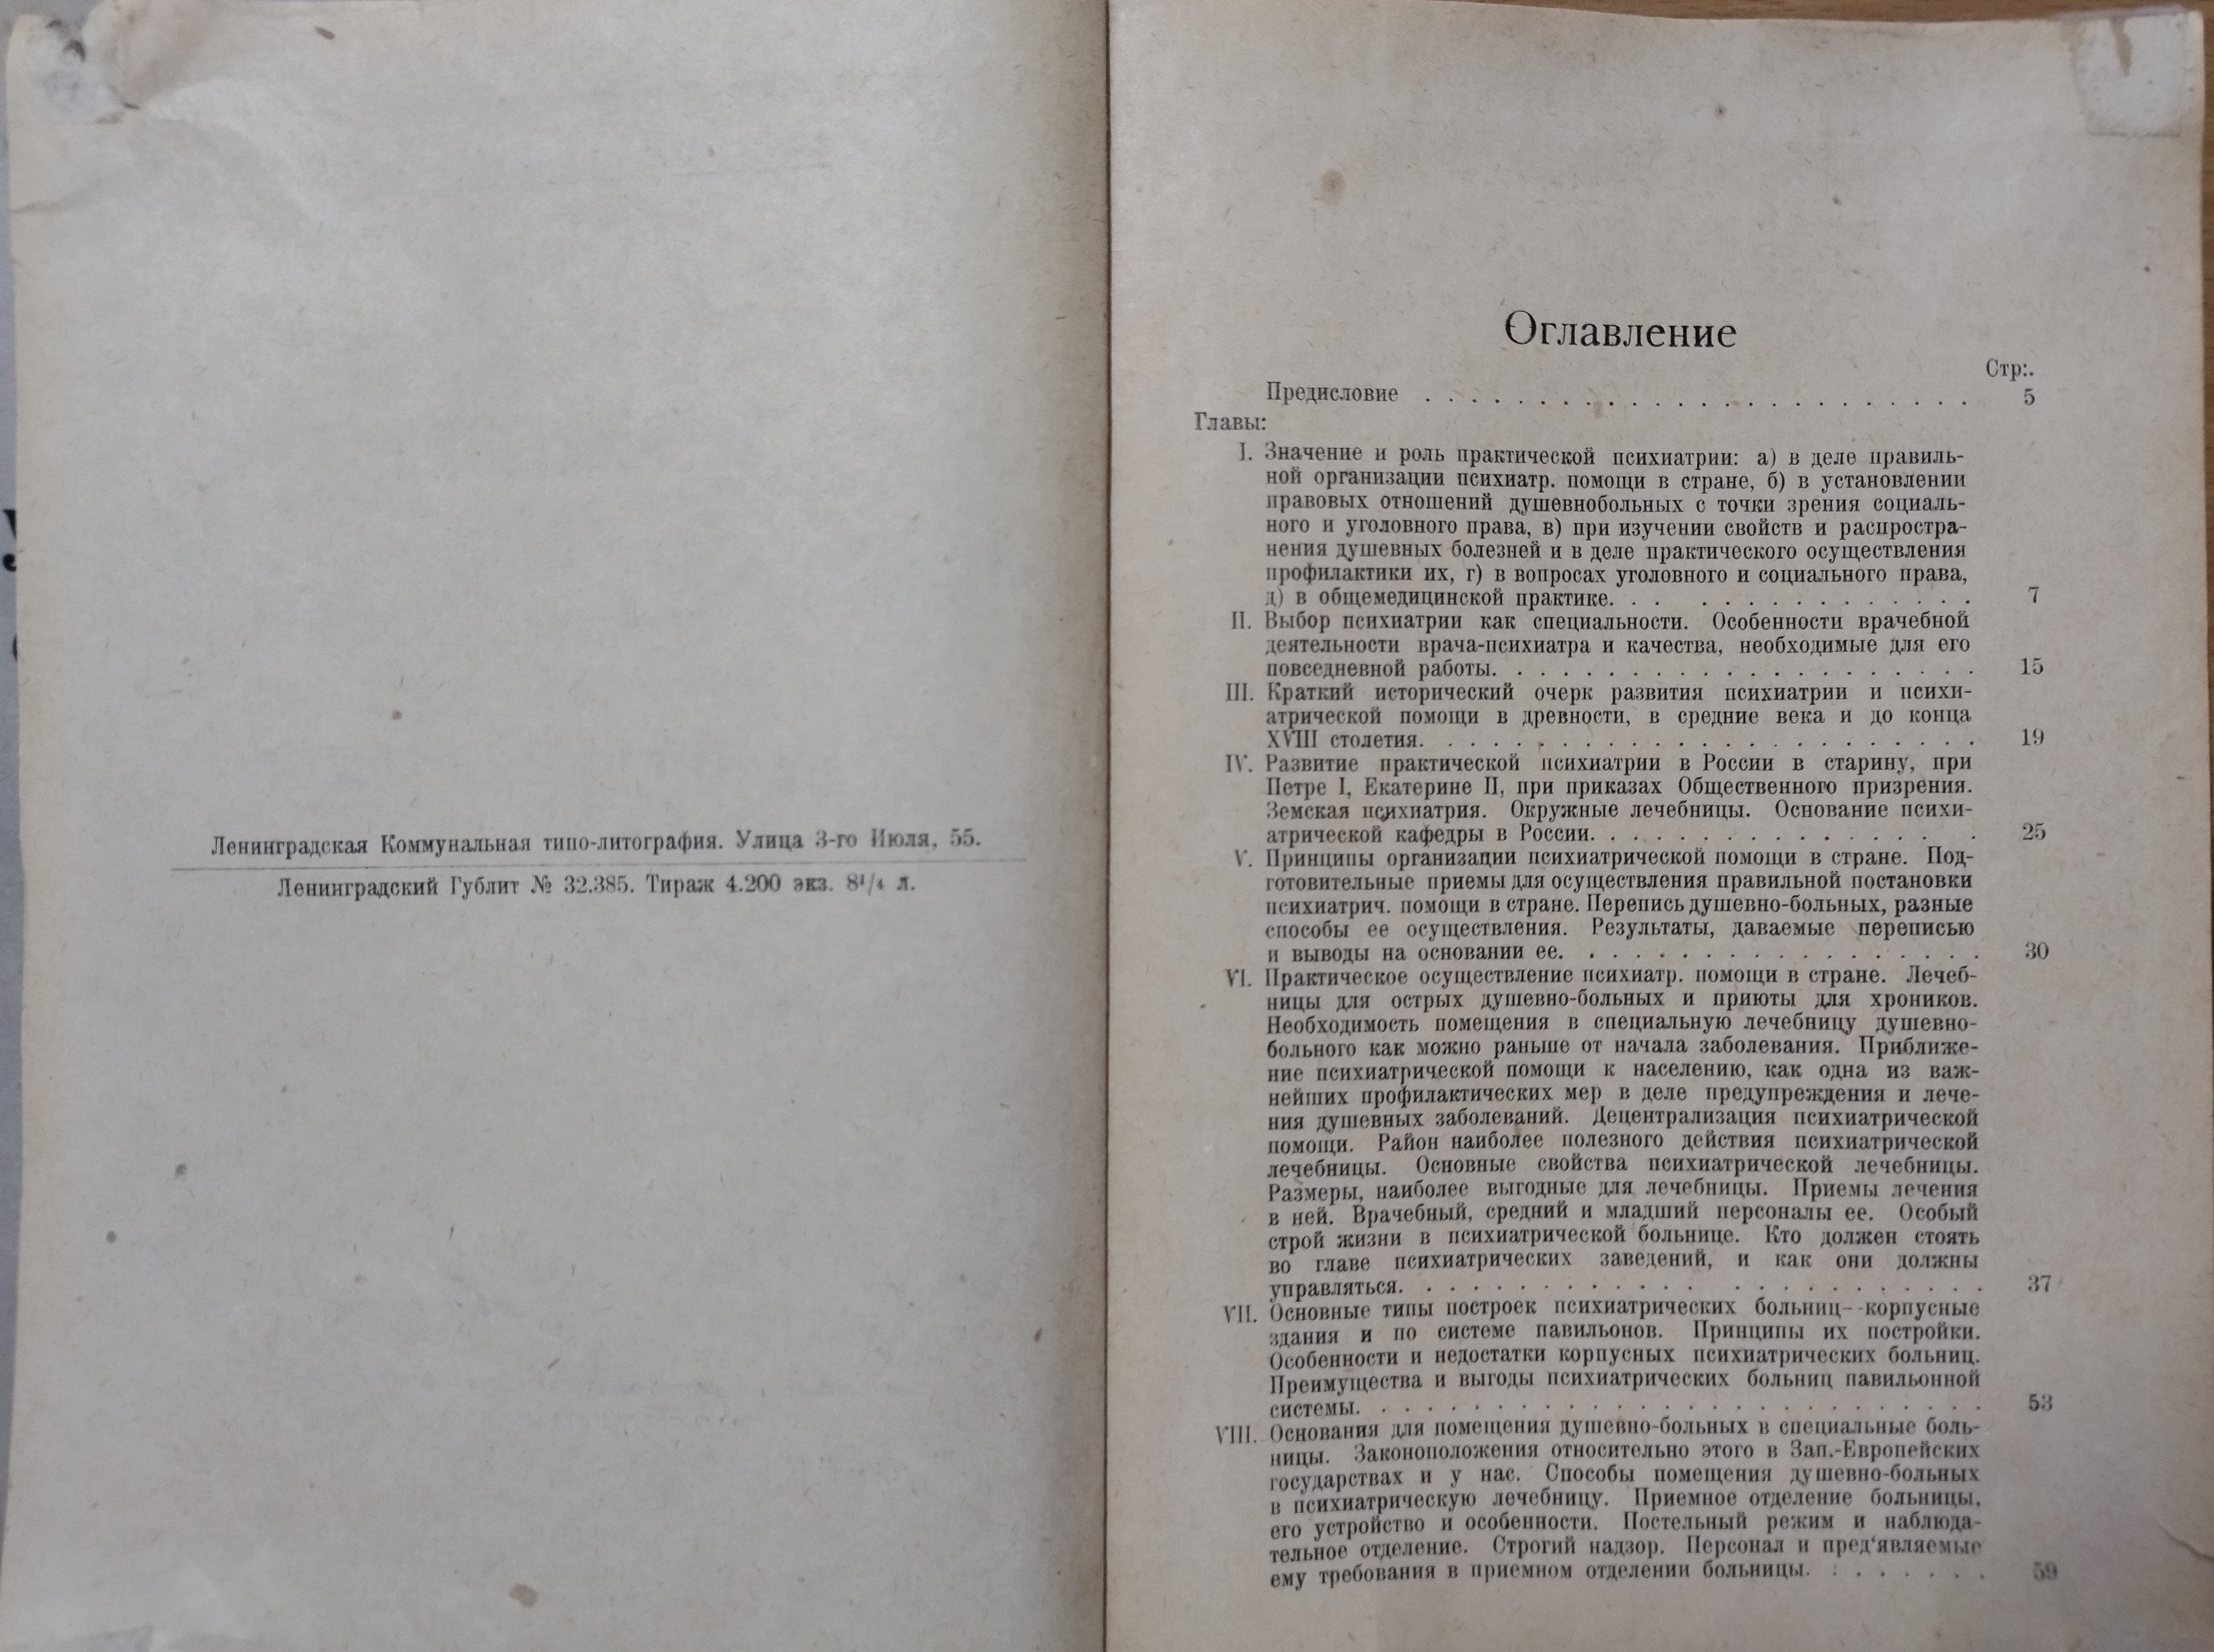 Ленинградская Коммунальная типо-литография. Улица 3-го Июля, 55.
Ленинградский Гублит № 32.385. Тираж 4.200 экз. 8¹/₄ л.
Оглавление
Стр:.
Предисловие . . . . . . . . . . . . . . . . . . . . . . . . 5
Главы:
I. Значение и роль практической психиатрии: а) в деле правиль-
ной организации психиатр. помощи в стране, б) в установлении
правовых отношений душевнобольных с точки зрения социаль-
ного и уголовного права, в) при изучении свойств и распростра-
нения душевных болезней и в деле практического осуществления
профилактики их, г) в вопросах уголовного и социального права,
д) в общемедицинской практике. . . . . . . . . . . . . . . 7
II. Выбор психиатрии как специальности. Особенности врачебной
деятельности врача-психиатра и качества, необходимые для его
повседневной работы. . . . . . . . . . . . . . . . . . . . . 15
III. Краткий исторический очерк развития психиатрии и психи-
атрической помощи в древности, в средние века и до конца
XVIII столетия. . . . . . . . . . . . . . . . . . . . . . . . 19
IV. Развитие практической психиатрии в России в старину, при
Петре I, Екатерине II, при приказах Общественного призрения.
Земская психиатрия. Окружные лечебницы. Основание психи-
атрической кафедры в России. . . . . . . . . . . . . . . . . 25
V. Принципы организации психиатрической помощи в стране. Под-
готовительные приемы для осуществления правильной постановки
психиатрич. помощи в стране. Перепись душевно-больных, разные
способы ее осуществления. Результаты, даваемые переписью
и выводы на основании ее. . . . . . . . . . . . . . . . . . 30
VI. Практическое осуществление психиатр. помощи в стране. Лечеб-
ницы для острых душевно-больных и приюты для хроников.
Необходимость помещения в специальную лечебницу душевно-
больного как можно раньше от начала заболевания. Приближе-
ние психиатрической помощи к населению, как одна из важ-
нейших профилактических мер в деле предупреждения и лече-
ния душевных заболеваний. Децентрализация психиатрической
помощи. Район наиболее полезного действия психиатрической
лечебницы. Основные свойства психиатрической лечебницы.
Размеры, наиболее выгодные для лечебницы. Приемы лечения
в ней. Врачебный, средний и младший персоналы ее. Особый
строй жизни в психиатрической больнице. Кто должен стоять
во главе психиатрических заведений, и как они должны
управляться. . . . . . . . . . . . . . . . . . . . . . . . . 37
VII. Основные типы построек психиатрических больниц--корпусные
здания и по системе павильонов. Принципы их постройки.
Особенности и недостатки корпусных психиатрических больниц.
Преимущества и выгоды психиатрических больниц павильонной
системы. . . . . . . . . . . . . . . . . . . . . . . . . . . 53
VIII. Основания для помещения душевно-больных в специальные боль-
ницы. Законоположения относительно этого в Зап.-Европейских
государствах и у нас. Способы помещения душевно-больных
в психиатрическую лечебницу. Приемное отделение больницы,
его устройство и особенности. Постельный режим и наблюда-
тельное отделение. Строгий надзор. Персонал и пред‘являемые
ему требования в приемном отделении больницы. . . . . . . . 59